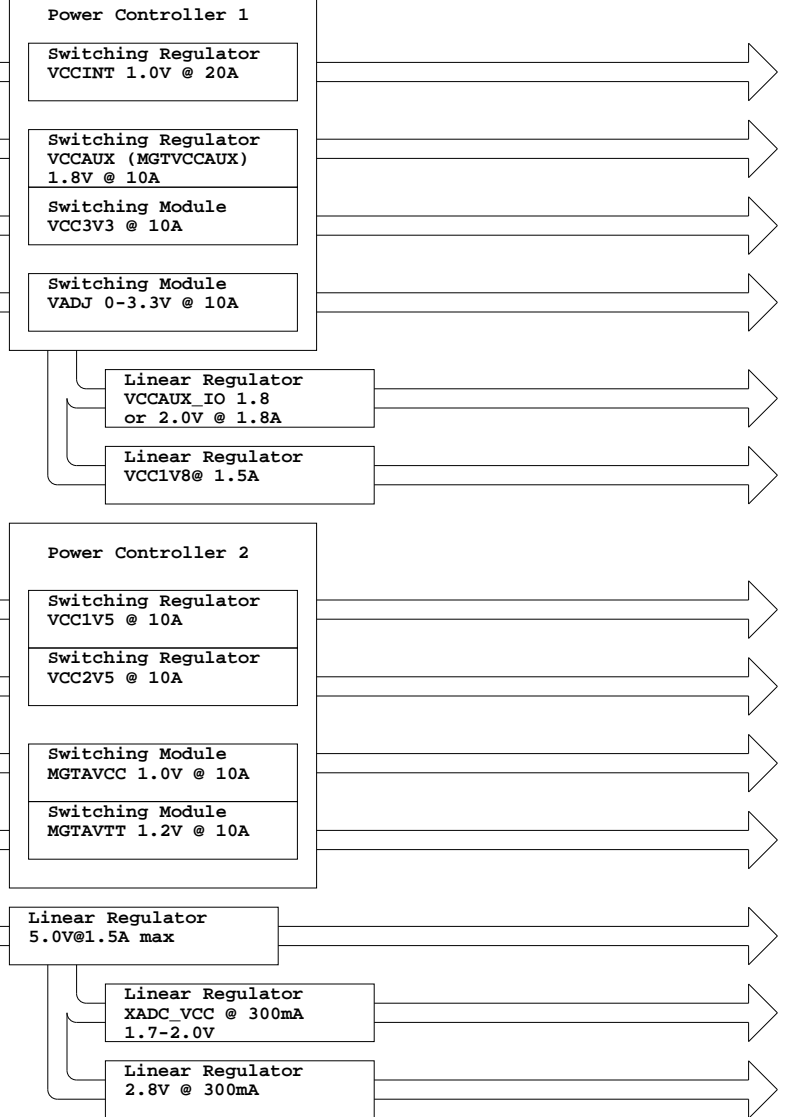 Power Controller 1
Switching Regulator
VCCINT 1.0V @ 20A
Switching Regulator
VCCAUX (MGTVCCAUX)
1.8V @ 10A
Switching Module
VCC3V3 @ 10A
Switching Module
VADJ 0-3.3V @ 10A
Linear Regulator
VCCAUX_IO 1.8
or 2.0V @ 1.8A
Linear Regulator
VCC1V8@ 1.5A
Power Controller 2
Switching Regulator
VCC1V5 @ 10A
Switching Regulator
VCC2V5 @ 10A
Switching Module
MGTAVCC 1.0V @ 10A
Switching Module
MGTAVTT 1.2V @ 10A
Linear Regulator
5.0V@1.5A max
Linear Regulator
XADC_VCC @ 300mA
1.7-2.0V
Linear Regulator
2.8V @ 300mA